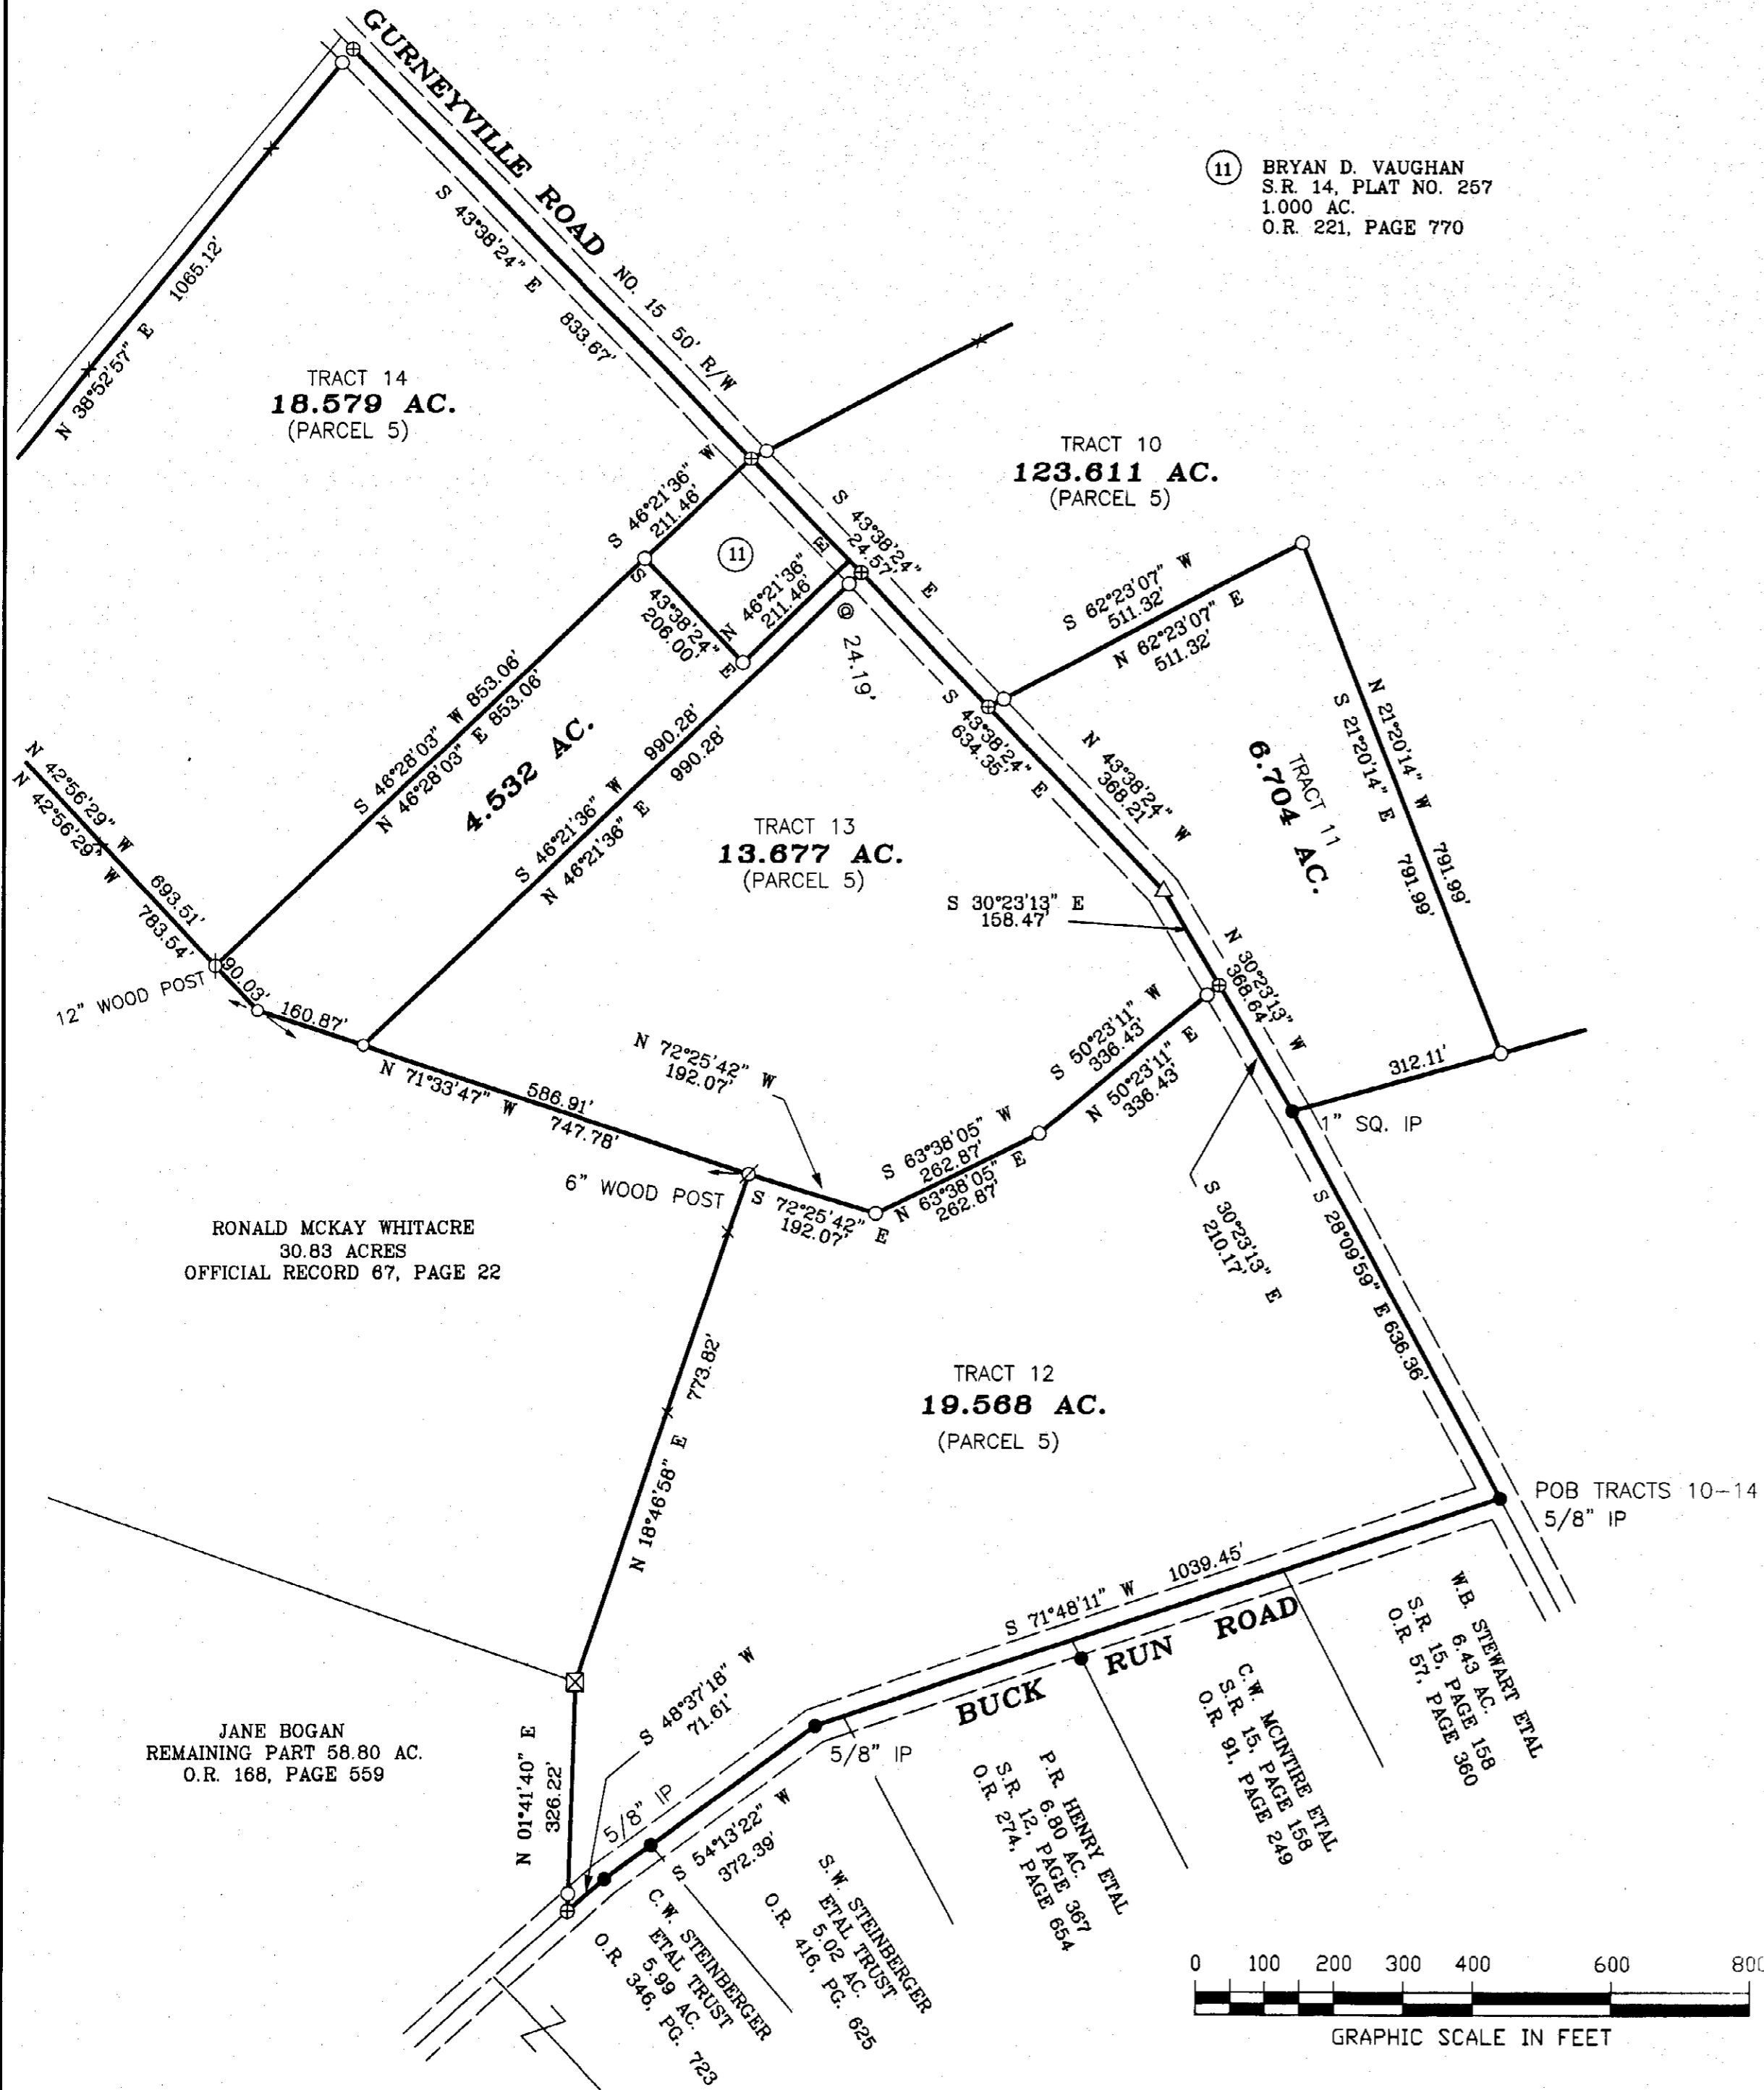 GURNEYVILLE ROAD NO. 15 50' R/W
11
BRYAN D. VAUGHAN
S.R. 14, PLAT NO. 257
1.000 AC.
O.R. 221, PAGE 770
N 38°52'57" E 1065.12'
S 43°38'24" E 833.67'
TRACT 14
18.579 AC.
(PARCEL 5)
TRACT 10
123.611 AC.
(PARCEL 5)
S 46°21'36" W
211.46'
11
S 43°38'24" E
24.57'
E
S 43°38'24" E
206.00'
N 46°21'36"
211.46'
24.19'
S 62°23'07" W
511.32'
N 62°23'07" E
511.32'
S 46°28'03" W 853.06'
N 46°28'03" E 853.06'
4.532 AC.
S 46°21'36" W 990.28'
N 46°21'36" E 990.28'
S 43°38'24" E
634.35'
N 43°38'24" W
368.21'
N 21°20'14" W 791.99'
S 21°20'14" E 791.99'
TRACT 11
6.704 AC.
N 42°56'29" W 693.51'
N 42°56'29" W 783.54'
TRACT 13
13.677 AC.
(PARCEL 5)
S 30°23'13" E
158.47'
12" WOOD POST
90.03'
160.87'
N 30°23'13" W
368.64'
N 71°33'47" W
586.91'
747.78'
N 72°25'42" W
192.07'
S 50°23'11" W
336.43'
N 50°23'11" E
336.43'
312.11'
1" SQ. IP
6" WOOD POST
S 72°25'42" E
192.07'
S 63°38'05" W
262.87'
N 63°38'05" E
262.87'
S 30°23'13" E
210.17'
S 28°09'59" E 636.36'
RONALD MCKAY WHITACRE
30.83 ACRES
OFFICIAL RECORD 67, PAGE 22
N 18°46'58" E 773.82'
TRACT 12
19.568 AC.
(PARCEL 5)
POB TRACTS 10-14
5/8" IP
S 71°48'11" W 1039.45'
BUCK RUN ROAD
W.B. STEWART ETAL
6.43 AC.
S.R. 15, PAGE 158
O.R. 57, PAGE 360
C.W. MCINTIRE ETAL
S.R. 15, PAGE 158
O.R. 91, PAGE 249
JANE BOGAN
REMAINING PART 58.80 AC.
O.R. 168, PAGE 559
N 01°41'40" E
326.22'
S 48°37'18" W
71.61'
5/8" IP
5/8" IP
S 54°13'22" W
372.39'
P.R. HENRY ETAL
6.80 AC.
S.R. 12, PAGE 367
O.R. 274, PAGE 654
S.W. STEINBERGER
ETAL TRUST
5.02 AC.
O.R. 416, PG. 625
C.W. STEINBERGER
ETAL TRUST
5.99 AC.
O.R. 346, PG. 723
0 100 200 300 400 600 800
GRAPHIC SCALE IN FEET